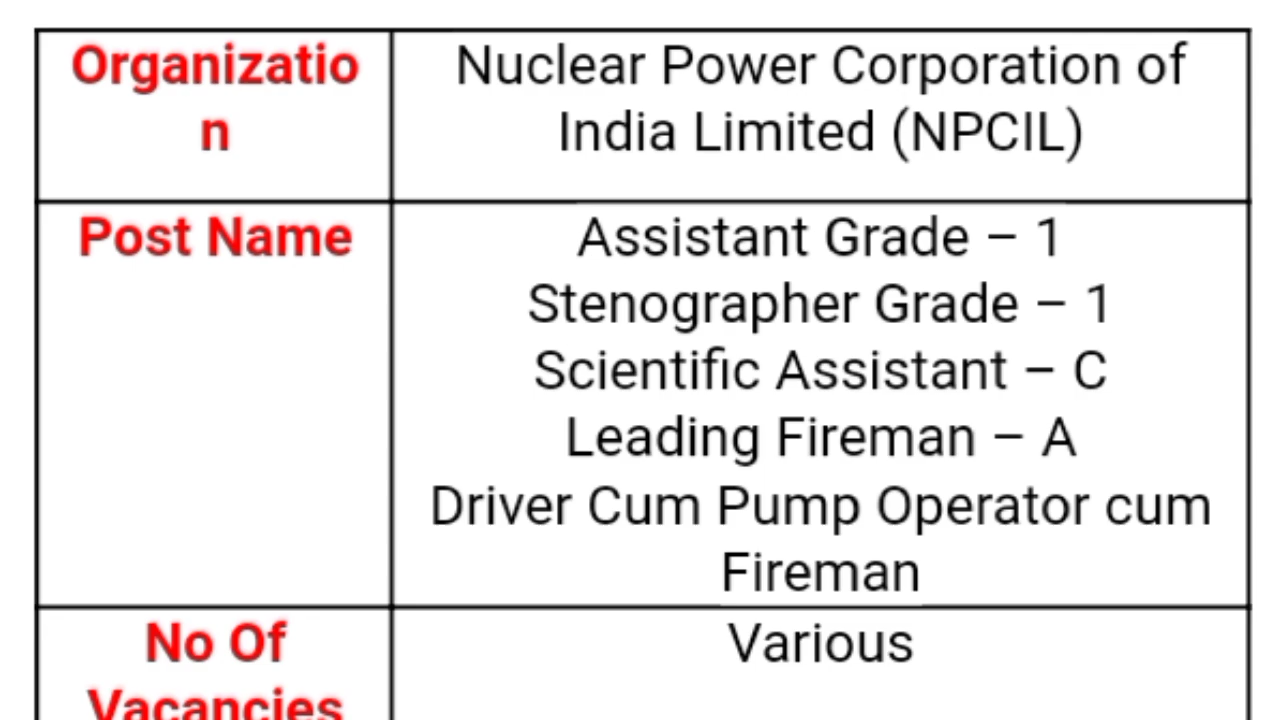 Organizatio
n
Nuclear Power Corporation of
India Limited (NPCIL)
Post Name
Assistant Grade – 1
Stenographer Grade – 1
Scientific Assistant – C
Leading Fireman – A
Driver Cum Pump Operator cum
Fireman
No Of
Vacancies
Various